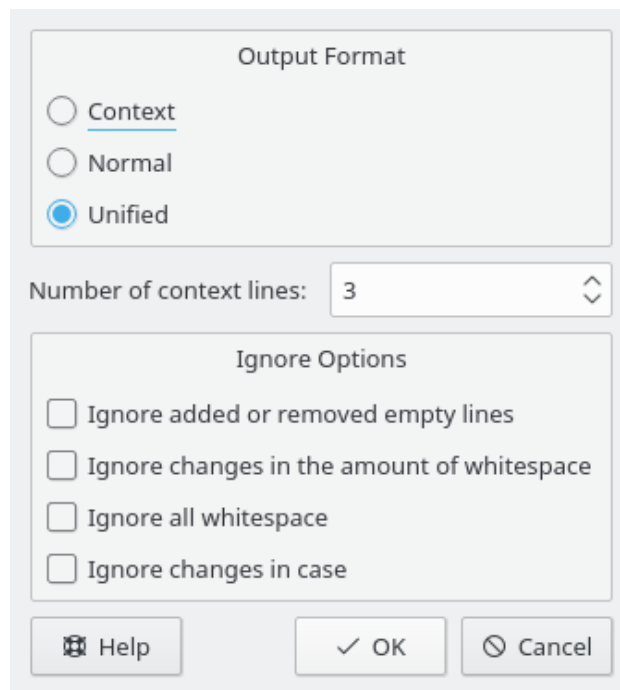 Output Format
Context
Normal
Unified
Number of context lines: 3
Ignore Options
Ignore added or removed empty lines
Ignore changes in the amount of whitespace
Ignore all whitespace
Ignore changes in case
Help OK Cancel